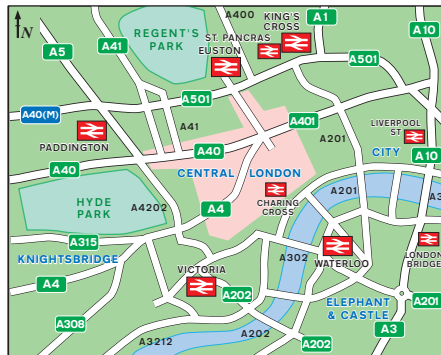 N
A400
KING'S
CROSS
A1
A10
A41
REGENT'S
PARK
ST. PANCRAS
EUSTON
A5
A501
A40(M)
A501
A401
A41
A201
LIVERPOOL
ST
PADDINGTON
A40
CITY
A10
A40
CENTRAL LONDON
CHARING
CROSS
A201
HYDE
PARK
A4202
A4
A315
A302
WATERLOO
LONDON
BRIDGE
KNIGHTSBRIDGE
VICTORIA
A4
A202
ELEPHANT
& CASTLE
A201
A308
A3212
A202
A202
A3